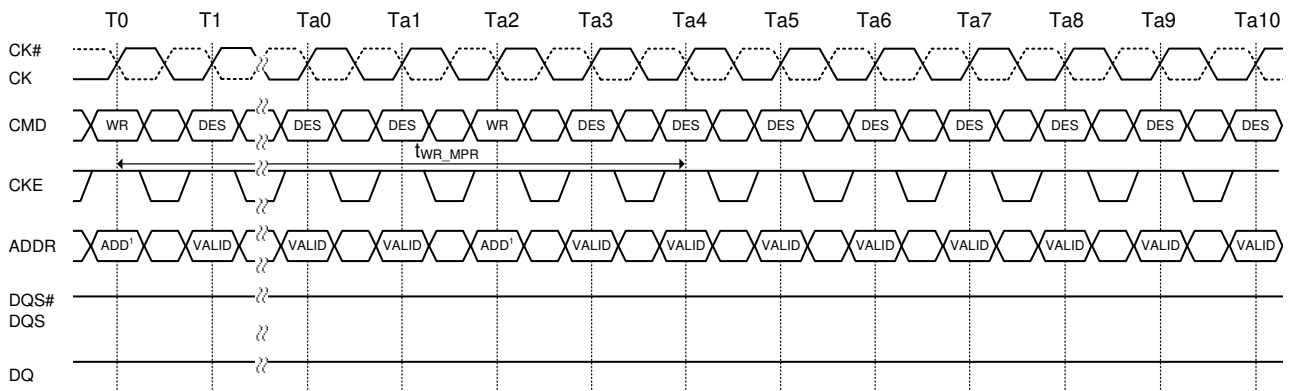 T0 T1 Ta0 Ta1 Ta2 Ta3 Ta4 Ta5 Ta6 Ta7 Ta8 Ta9 Ta10
CK#
CK
CMD WR DES DES DES WR DES DES DES DES DES DES DES DES
tWR_MPR
CKE
ADDR ADD¹ VALID VALID VALID ADD¹ VALID VALID VALID VALID VALID VALID VALID VALID
DQS#
DQS
DQ